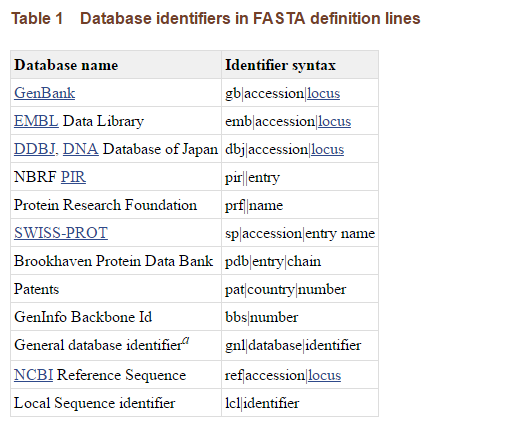 Table 1 Database identifiers in FASTA definition lines
Database name Identifier syntax
GenBank gb|accession|locus
EMBL Data Library emb|accession|locus
DDBJ, DNA Database of Japan dbj|accession|locus
NBRF PIR pir||entry
Protein Research Foundation prf||name
SWISS-PROT sp|accession|entry name
Brookhaven Protein Data Bank pdb|entry|chain
Patents pat|country|number
GenInfo Backbone Id bbs|number
General database identifierᵃ gnl|database|identifier
NCBI Reference Sequence ref|accession|locus
Local Sequence identifier lcl|identifier